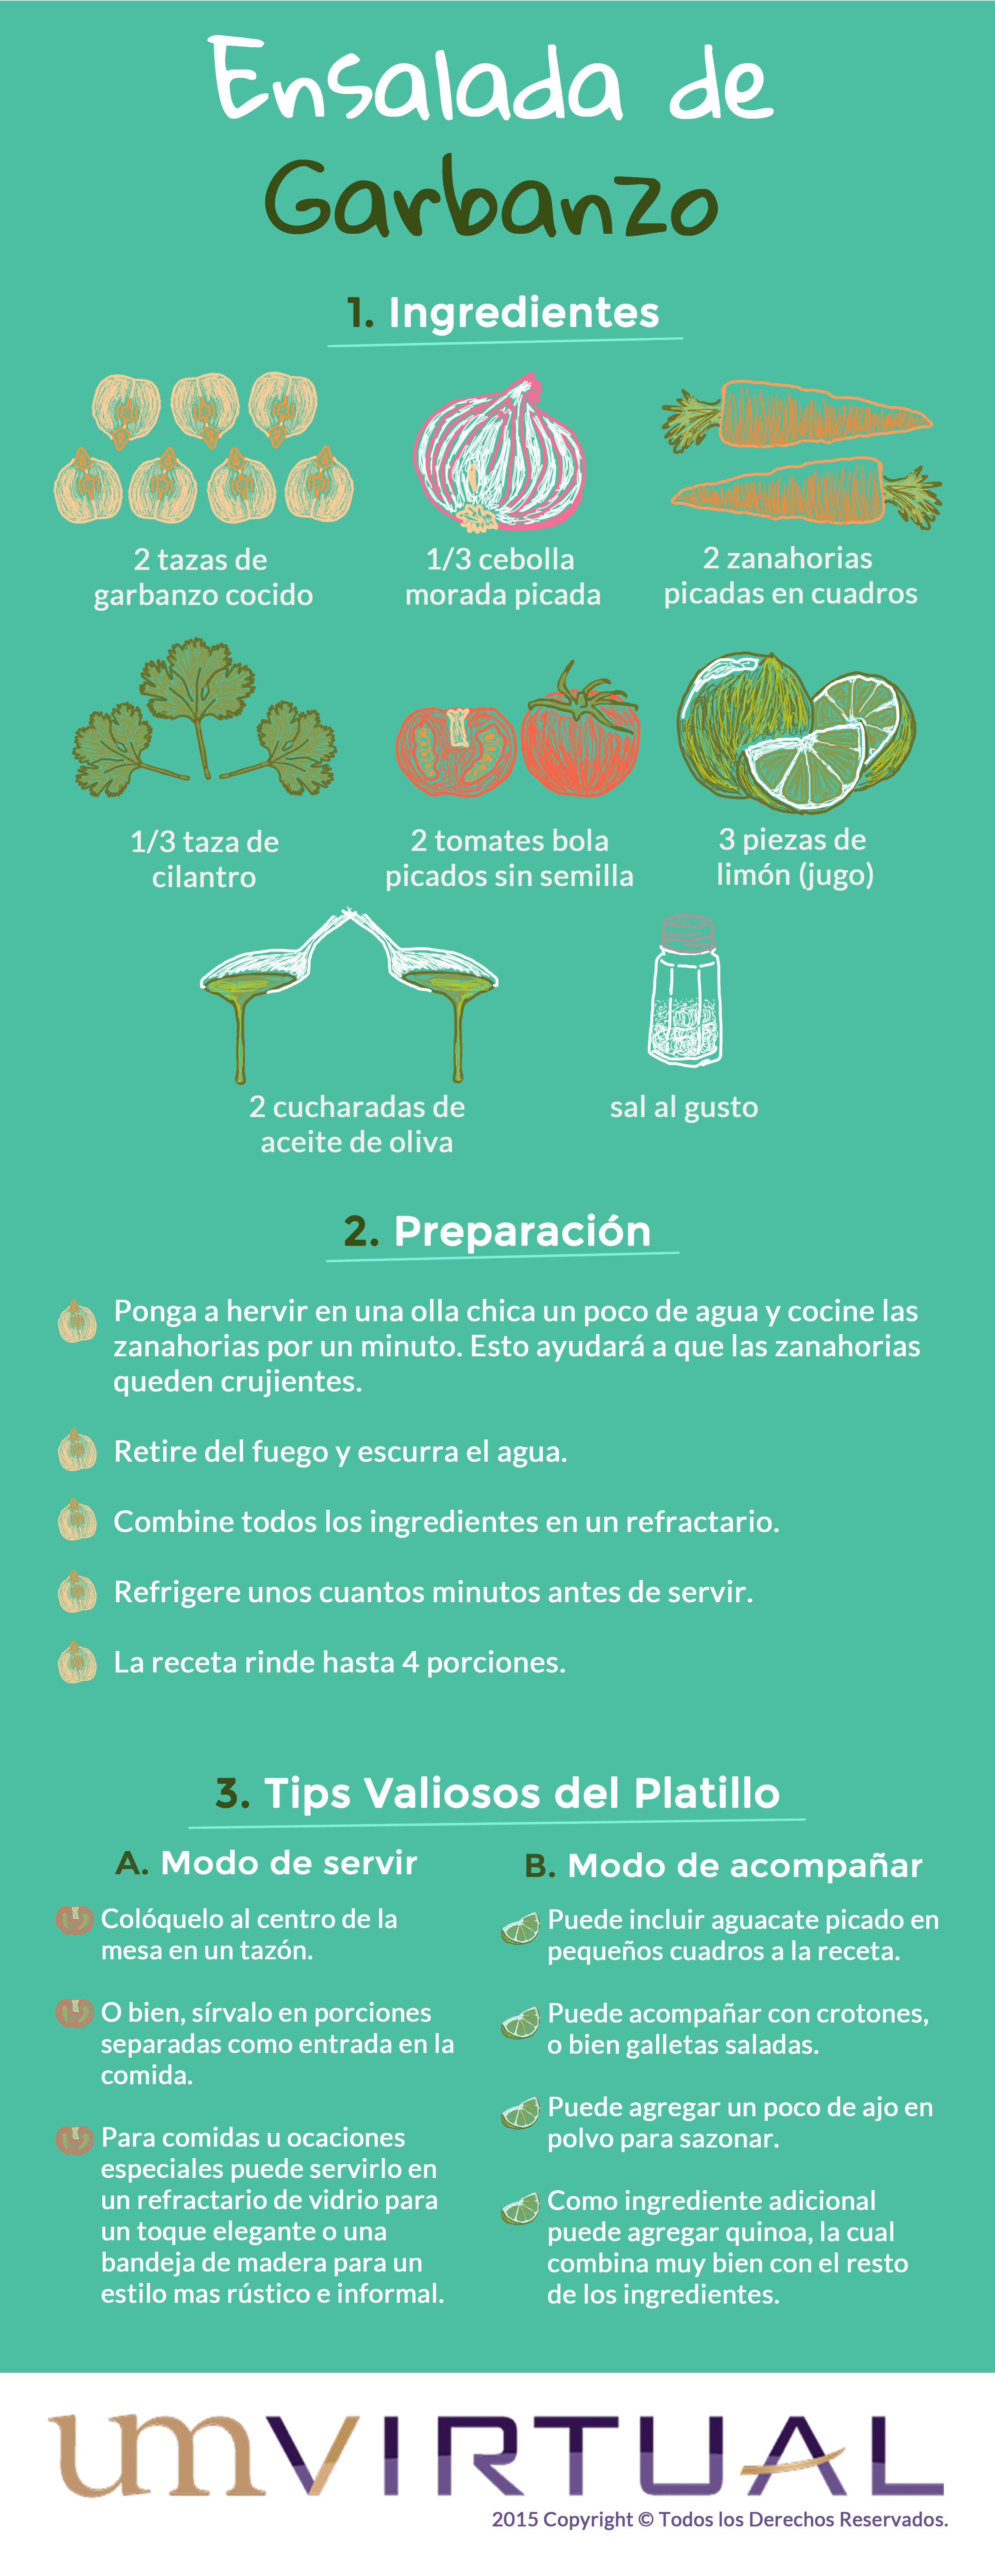 Ensalada de
Garbanzo
1. Ingredientes
2 tazas de
garbanzo cocido
1/3 cebolla
morada picada
2 zanahorias
picadas en cuadros
1/3 taza de
cilantro
2 tomates bola
picados sin semilla
3 piezas de
limón (jugo)
2 cucharadas de
aceite de oliva
sal al gusto
2. Preparación
Ponga a hervir en una olla chica un poco de agua y cocine las
zanahorias por un minuto. Esto ayudará a que las zanahorias
queden crujientes.
Retire del fuego y escurra el agua.
Combine todos los ingredientes en un refractario.
Refrigere unos cuantos minutos antes de servir.
La receta rinde hasta 4 porciones.
3. Tips Valiosos del Platillo
A. Modo de servir
Colóquelo al centro de la
mesa en un tazón.
O bien, sírvalo en porciones
separadas como entrada en la
comida.
Para comidas u ocaciones
especiales puede servirlo en
un refractario de vidrio para
un toque elegante o una
bandeja de madera para un
estilo mas rústico e informal.
B. Modo de acompañar
Puede incluir aguacate picado en
pequeños cuadros a la receta.
Puede acompañar con crotones,
o bien galletas saladas.
Puede agregar un poco de ajo en
polvo para sazonar.
Como ingrediente adicional
puede agregar quinoa, la cual
combina muy bien con el resto
de los ingredientes.
umVIRTUAL
2015 Copyright © Todos los Derechos Reservados.